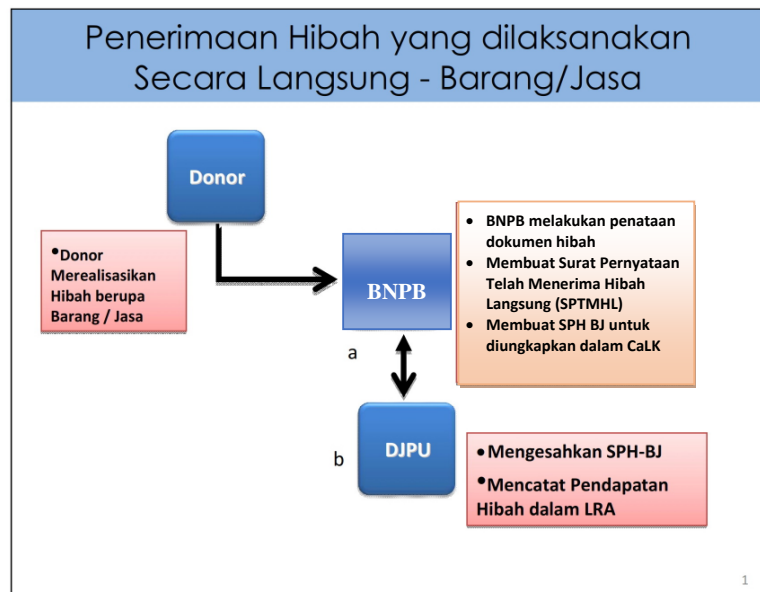 Penerimaan Hibah yang dilaksanakan
Secara Langsung - Barang/Jasa
Donor
•Donor
Merealisasikan
Hibah berupa
Barang / Jasa
BNPB
• BNPB melakukan penataan
dokumen hibah
• Membuat Surat Pernyataan
Telah Menerima Hibah
Langsung (SPTMHL)
• Membuat SPH BJ untuk
diungkapkan dalam CaLK
a
b
DJPU
•Mengesahkan SPH-BJ
•Mencatat Pendapatan
Hibah dalam LRA
1